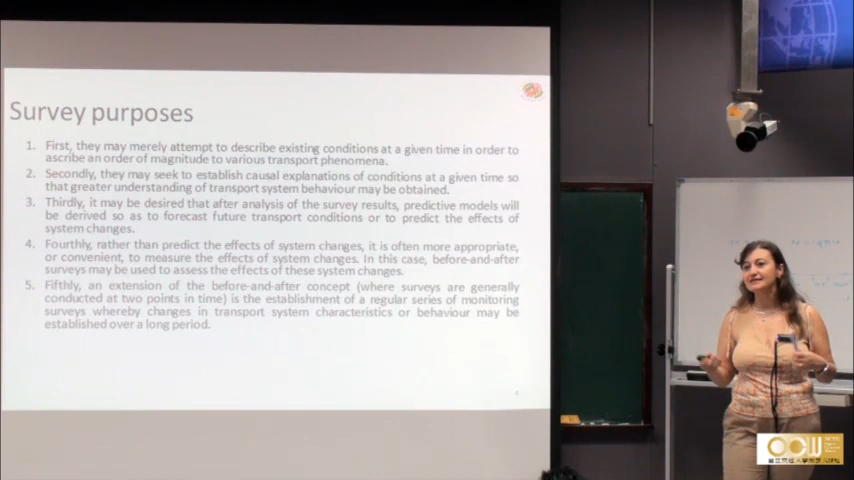 Survey purposes
1. First, they may merely attempt to describe existing conditions at a given time in order to
ascribe an order of magnitude to various transport phenomena.
2. Secondly, they may seek to establish causal explanations of conditions at a given time so
that greater understanding of transport system behaviour may be obtained.
3. Thirdly, it may be desired that after analysis of the survey results, predictive models will
be derived so as to forecast future transport conditions or to predict the effects of
system changes.
4. Fourthly, rather than predict the effects of system changes, it is often more appropriate,
or convenient, to measure the effects of system changes. In this case, before-and-after
surveys may be used to assess the effects of these system changes.
5. Fifthly, an extension of the before-and-after concept (where surveys are generally
conducted at two points in time) is the establishment of a regular series of monitoring
surveys whereby changes in transport system characteristics or behaviour may be
established over a long period.
OCW